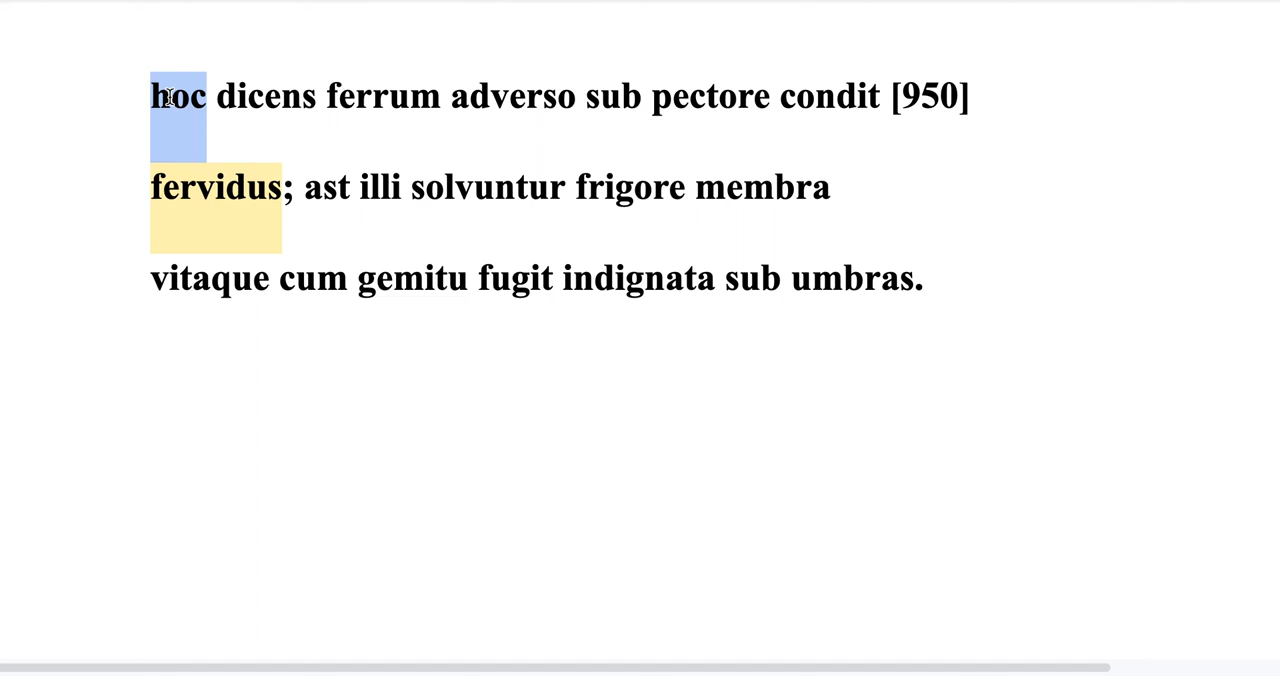 hoc dicens ferrum adverso sub pectore condit [950]
fervidus; ast illi solvuntur frigore membra
vitaque cum gemitu fugit indignata sub umbras.